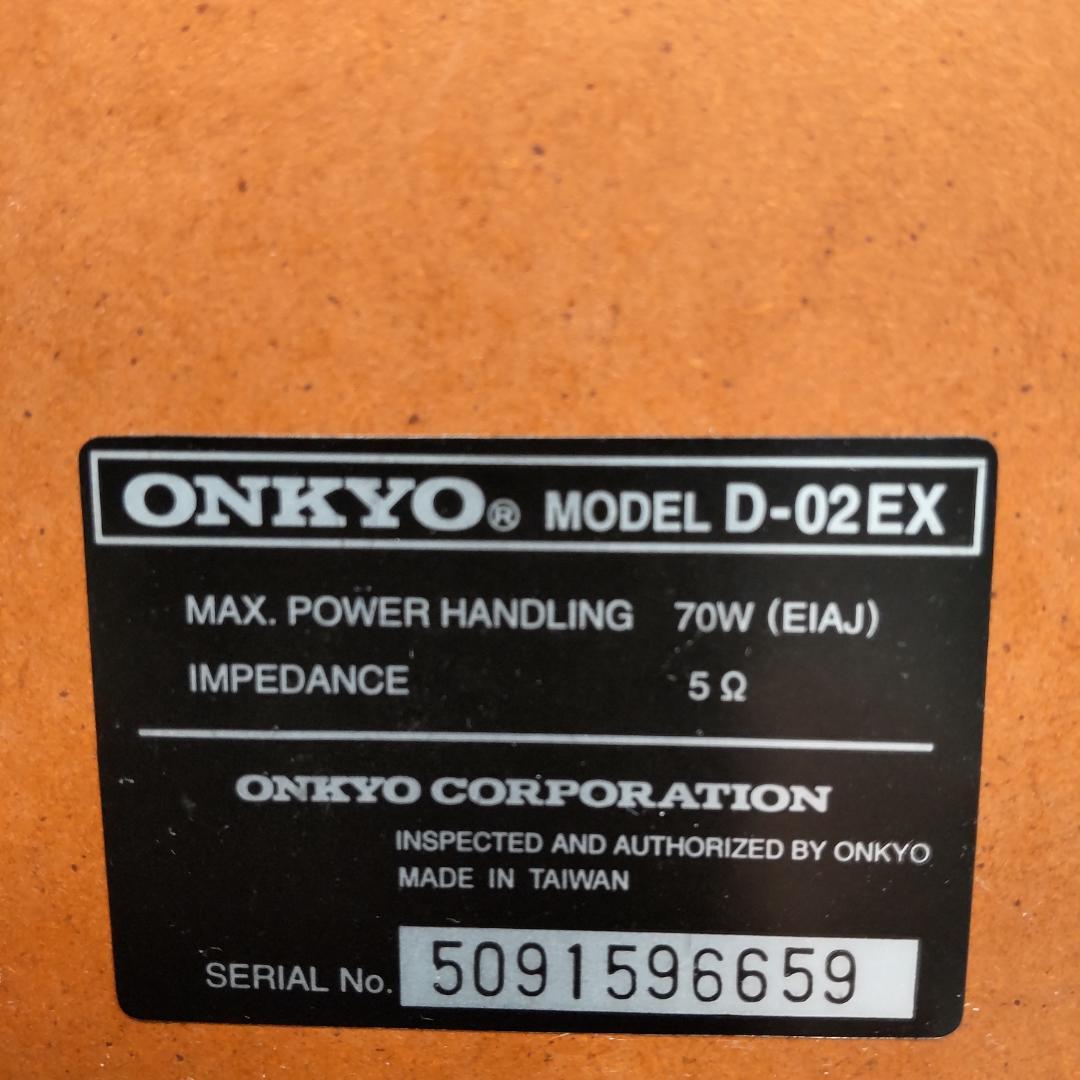 ONKYO® MODEL D-02EX
MAX. POWER HANDLING 70W (EIAJ)
IMPEDANCE 5 Ω
ONKYO CORPORATION
INSPECTED AND AUTHORIZED BY ONKYO
MADE IN TAIWAN
SERIAL No. 5091596659